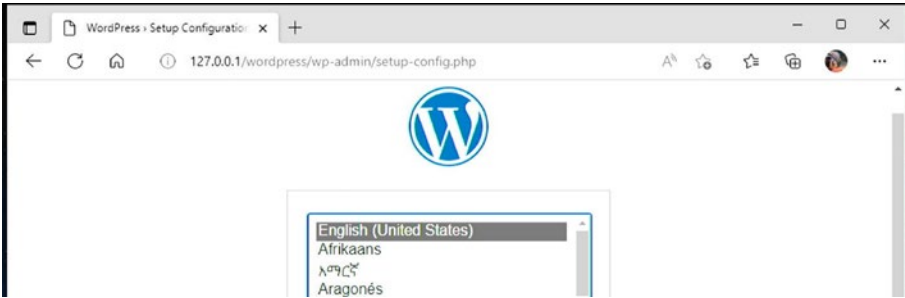 WordPress › Setup Configuration
127.0.0.1/wordpress/wp-admin/setup-config.php
English (United States)
Afrikaans
አማርኛ
Aragonés